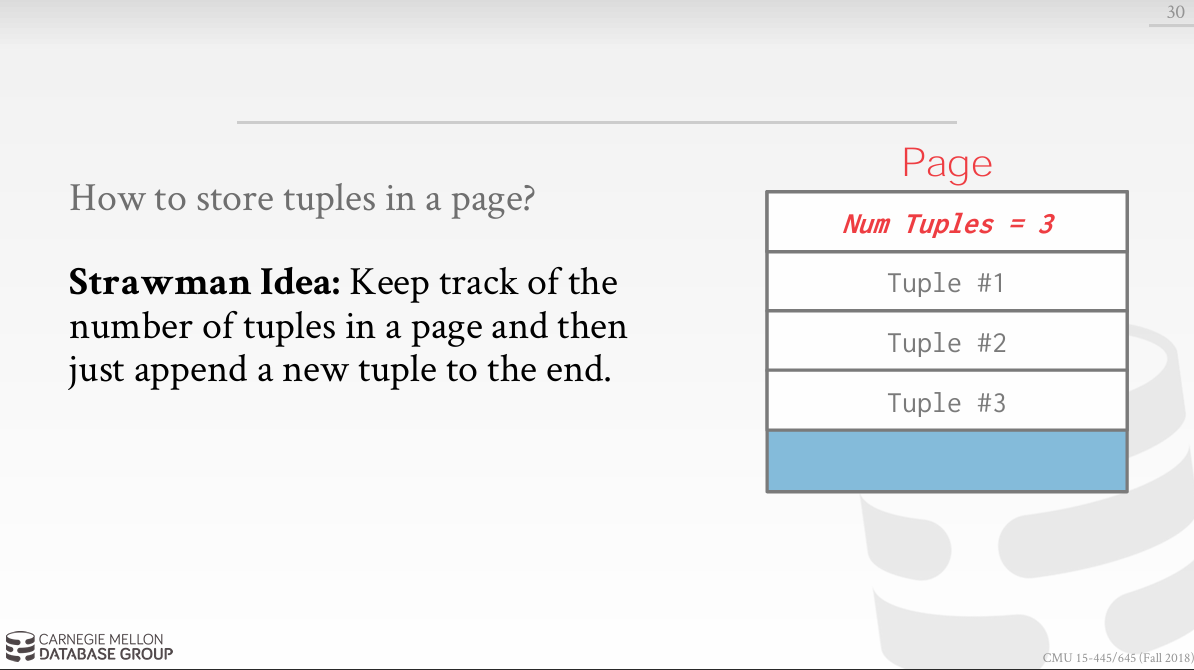 30
How to store tuples in a page?
Strawman Idea: Keep track of the
number of tuples in a page and then
just append a new tuple to the end.
Page
Num Tuples = 3
Tuple #1
Tuple #2
Tuple #3
CARNEGIE MELLON
DATABASE GROUP
CMU 15-445/645 (Fall 2018)